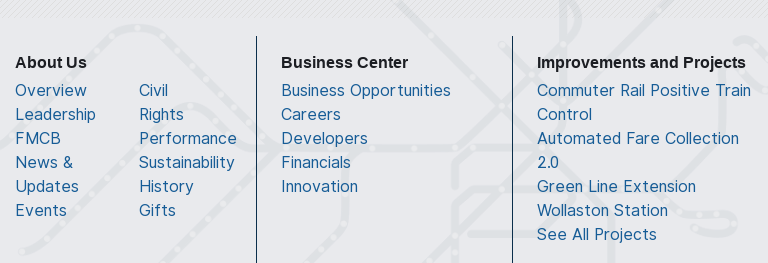 About Us
Overview
Leadership
FMCB
News &
Updates
Events
Civil
Rights
Performance
Sustainability
History
Gifts
Business Center
Business Opportunities
Careers
Developers
Financials
Innovation
Improvements and Projects
Commuter Rail Positive Train
Control
Automated Fare Collection
2.0
Green Line Extension
Wollaston Station
See All Projects